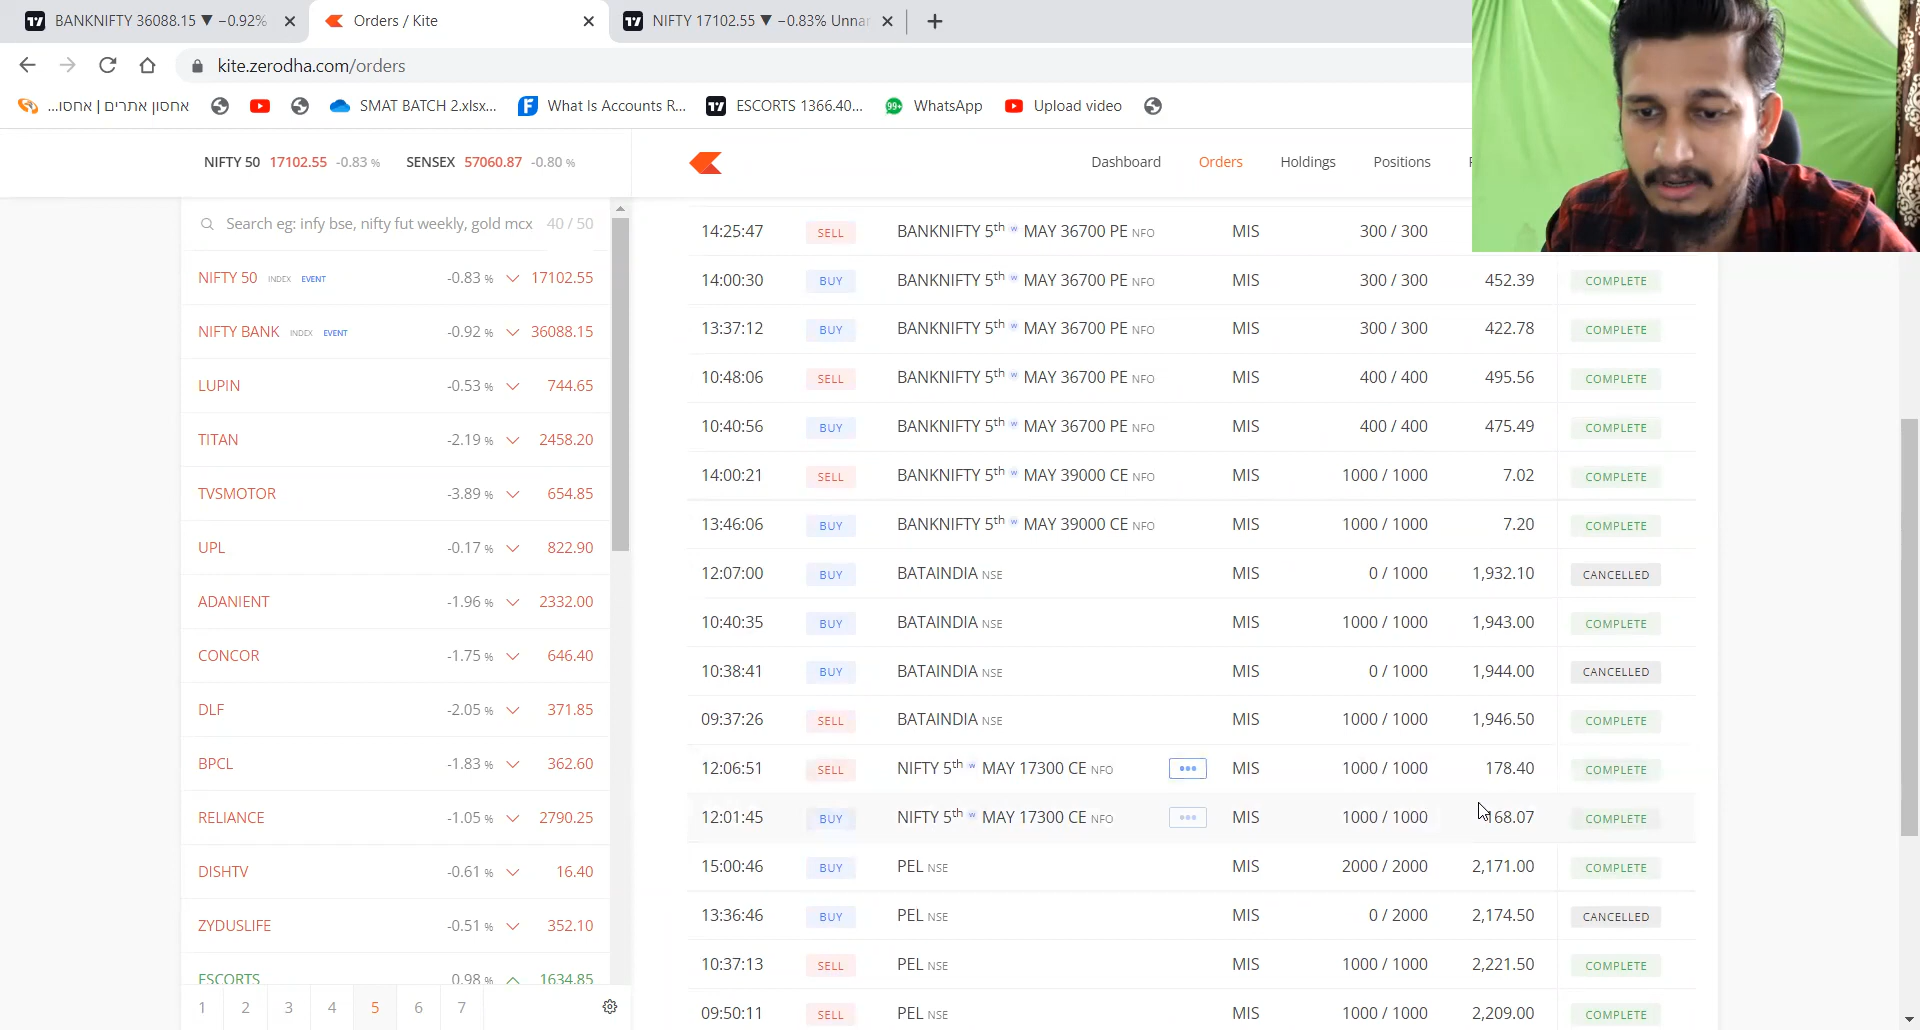 BANKNIFTY 36088.15 ▼ −0.92%
Orders / Kite
NIFTY 17102.55 ▼ −0.83% Unnar
kite.zerodha.com/orders
אחסון אתרים | אחסו...
SMAT BATCH 2.xlsx...
What Is Accounts R...
ESCORTS 1366.40...
99+ WhatsApp
Upload video
NIFTY 50 17102.55 -0.83 % SENSEX 57060.87 -0.80 %
Dashboard Orders Holdings Positions
Search eg: infy bse, nifty fut weekly, gold mcx 40 / 50
NIFTY 50 INDEX EVENT -0.83 % 17102.55
NIFTY BANK INDEX EVENT -0.92 % 36088.15
LUPIN -0.53 % 744.65
TITAN -2.19 % 2458.20
TVSMOTOR -3.89 % 654.85
UPL -0.17 % 822.90
ADANIENT -1.96 % 2332.00
CONCOR -1.75 % 646.40
DLF -2.05 % 371.85
BPCL -1.83 % 362.60
RELIANCE -1.05 % 2790.25
DISHTV -0.61 % 16.40
ZYDUSLIFE -0.51 % 352.10
ESCORTS 0.98 % 1634.85
1 2 3 4 5 6 7
14:25:47 SELL BANKNIFTY 5th w MAY 36700 PE NFO MIS 300 / 300
14:00:30 BUY BANKNIFTY 5th w MAY 36700 PE NFO MIS 300 / 300 452.39 COMPLETE
13:37:12 BUY BANKNIFTY 5th w MAY 36700 PE NFO MIS 300 / 300 422.78 COMPLETE
10:48:06 SELL BANKNIFTY 5th w MAY 36700 PE NFO MIS 400 / 400 495.56 COMPLETE
10:40:56 BUY BANKNIFTY 5th w MAY 36700 PE NFO MIS 400 / 400 475.49 COMPLETE
14:00:21 SELL BANKNIFTY 5th w MAY 39000 CE NFO MIS 1000 / 1000 7.02 COMPLETE
13:46:06 BUY BANKNIFTY 5th w MAY 39000 CE NFO MIS 1000 / 1000 7.20 COMPLETE
12:07:00 BUY BATAINDIA NSE MIS 0 / 1000 1,932.10 CANCELLED
10:40:35 BUY BATAINDIA NSE MIS 1000 / 1000 1,943.00 COMPLETE
10:38:41 BUY BATAINDIA NSE MIS 0 / 1000 1,944.00 CANCELLED
09:37:26 SELL BATAINDIA NSE MIS 1000 / 1000 1,946.50 COMPLETE
12:06:51 SELL NIFTY 5th w MAY 17300 CE NFO ••• MIS 1000 / 1000 178.40 COMPLETE
12:01:45 BUY NIFTY 5th w MAY 17300 CE NFO ••• MIS 1000 / 1000 168.07 COMPLETE
15:00:46 BUY PEL NSE MIS 2000 / 2000 2,171.00 COMPLETE
13:36:46 BUY PEL NSE MIS 0 / 2000 2,174.50 CANCELLED
10:37:13 SELL PEL NSE MIS 1000 / 1000 2,221.50 COMPLETE
09:50:11 SELL PEL NSE MIS 1000 / 1000 2,209.00 COMPLETE